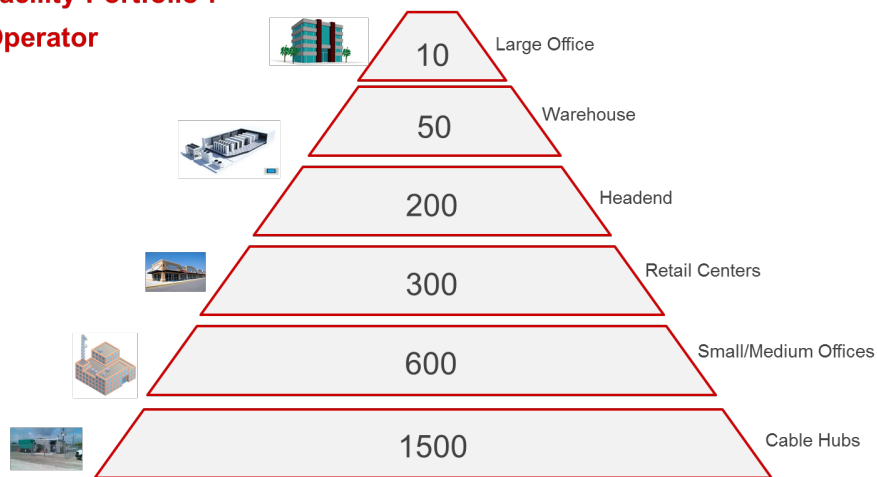 Operator
10
Large Office
50
Warehouse
200
Headend
300
Retail Centers
600
Small/Medium Offices
1500
Cable Hubs